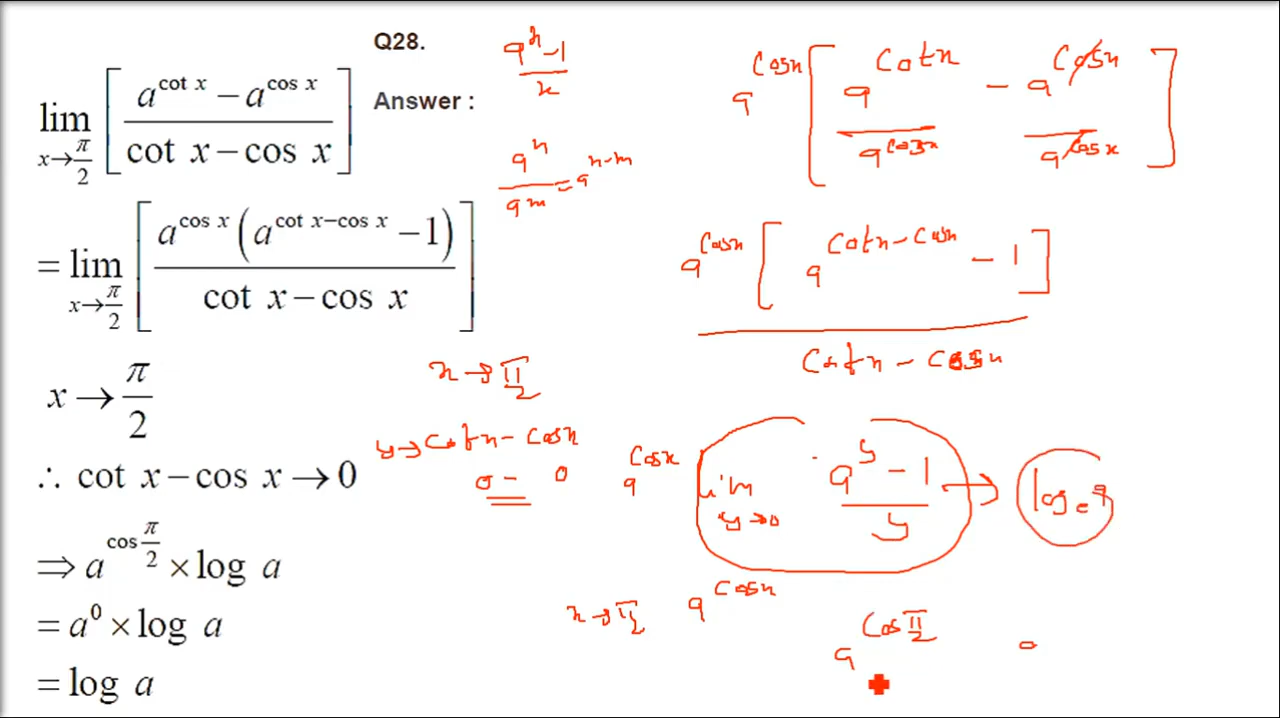 Q28.
Answer :
lim x→π/2 [ (a^(cot x) − a^(cos x)) / (cot x − cos x) ]
= lim x→π/2 [ a^(cos x) (a^(cot x − cos x) − 1) / (cot x − cos x) ]
x → π/2
∴ cot x − cos x → 0
⇒ a^(cos π/2) × log a
= a^0 × log a
= log a
(a^x − 1) / x
a^n / a^m = a^(n−m)
x → π/2
y → cot x − cos x
0 − 0
a^(cos x) [ a^(cot x) / a^(cos x) − a^(cos x) / a^(cos x) ]
a^(cos x) [ a^(cot x − cos x) − 1 ] / (cot x − cos x)
a^(cos x) lim y→0 (a^y − 1) / y → log_e a
x → π/2 a^(cos x)
a^(cos π/2) 0